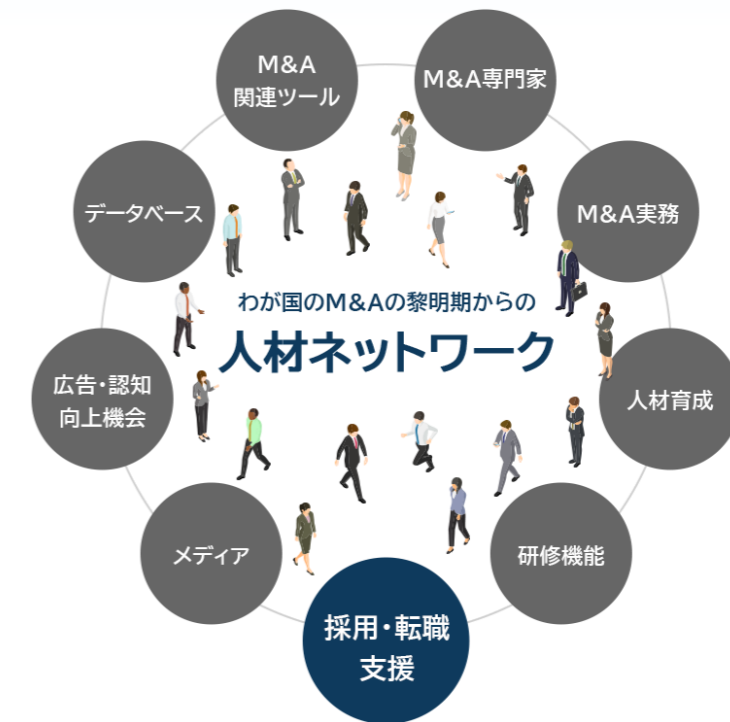 M&A
関連ツール
M&A専門家
データベース
M&A実務
わが国のM&Aの黎明期からの
人材ネットワーク
広告・認知
向上機会
人材育成
メディア
研修機能
採用・転職
支援